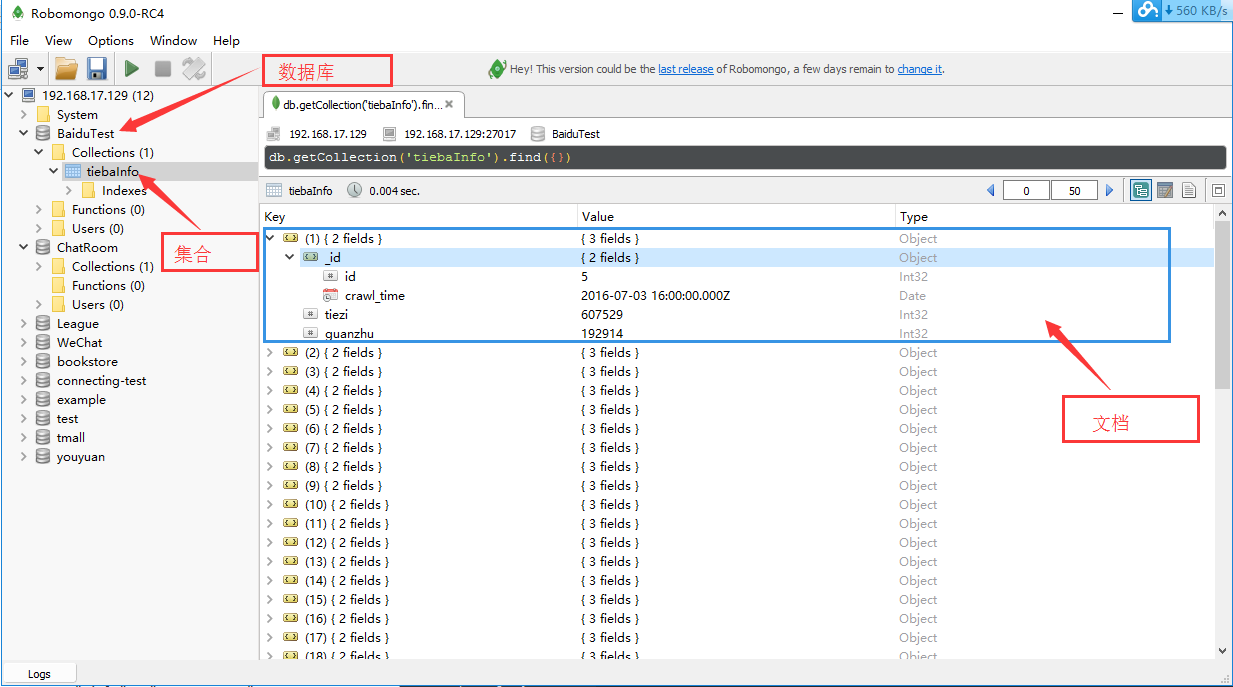 Robomongo 0.9.0-RC4
560 KB/s
File View Options Window Help
Hey! This version could be the last release of Robomongo, a few days remain to change it.
数据库
集合
文档
192.168.17.129 (12)
System
BaiduTest
Collections (1)
tiebaInfo
Indexes
Functions (0)
Users (0)
ChatRoom
Collections (1)
Functions (0)
Users (0)
League
WeChat
bookstore
connecting-test
example
test
tmall
youyuan
db.getCollection('tiebaInfo').fin...
192.168.17.129 192.168.17.129:27017 BaiduTest
db.getCollection('tiebaInfo').find({})
tiebaInfo 0.004 sec. 0 50
Key Value Type
(1) { 2 fields } { 3 fields } Object
_id { 2 fields } Object
id 5 Int32
crawl_time 2016-07-03 16:00:00.000Z Date
tiezi 607529 Int32
guanzhu 192914 Int32
(2) { 2 fields } { 3 fields } Object
(3) { 2 fields } { 3 fields } Object
(4) { 2 fields } { 3 fields } Object
(5) { 2 fields } { 3 fields } Object
(6) { 2 fields } { 3 fields } Object
(7) { 2 fields } { 3 fields } Object
(8) { 2 fields } { 3 fields } Object
(9) { 2 fields } { 3 fields } Object
(10) { 2 fields } { 3 fields } Object
(11) { 2 fields } { 3 fields } Object
(12) { 2 fields } { 3 fields } Object
(13) { 2 fields } { 3 fields } Object
(14) { 2 fields } { 3 fields } Object
(15) { 2 fields } { 3 fields } Object
(16) { 2 fields } { 3 fields } Object
(17) { 2 fields } { 3 fields } Object
(18) { 2 fields } { 3 fields } Object
Logs